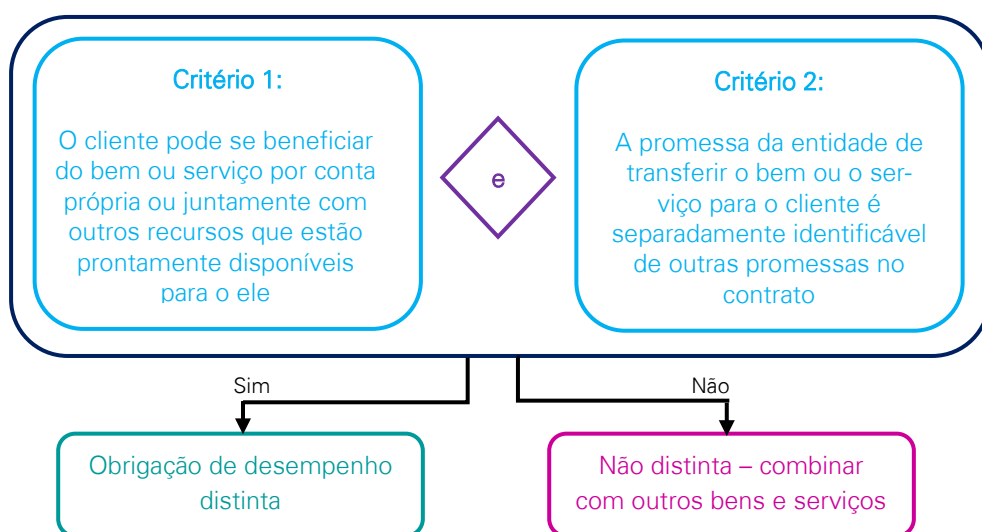 Critério 1:
O cliente pode se beneficiar
do bem ou serviço por conta
própria ou juntamente com
outros recursos que estão
prontamente disponíveis
para o ele
e
Critério 2:
A promessa da entidade de
transferir o bem ou o ser-
viço para o cliente é
separadamente identificável
de outras promessas no
contrato
Sim
Não
Obrigação de desempenho
distinta
Não distinta – combinar
com outros bens e serviços